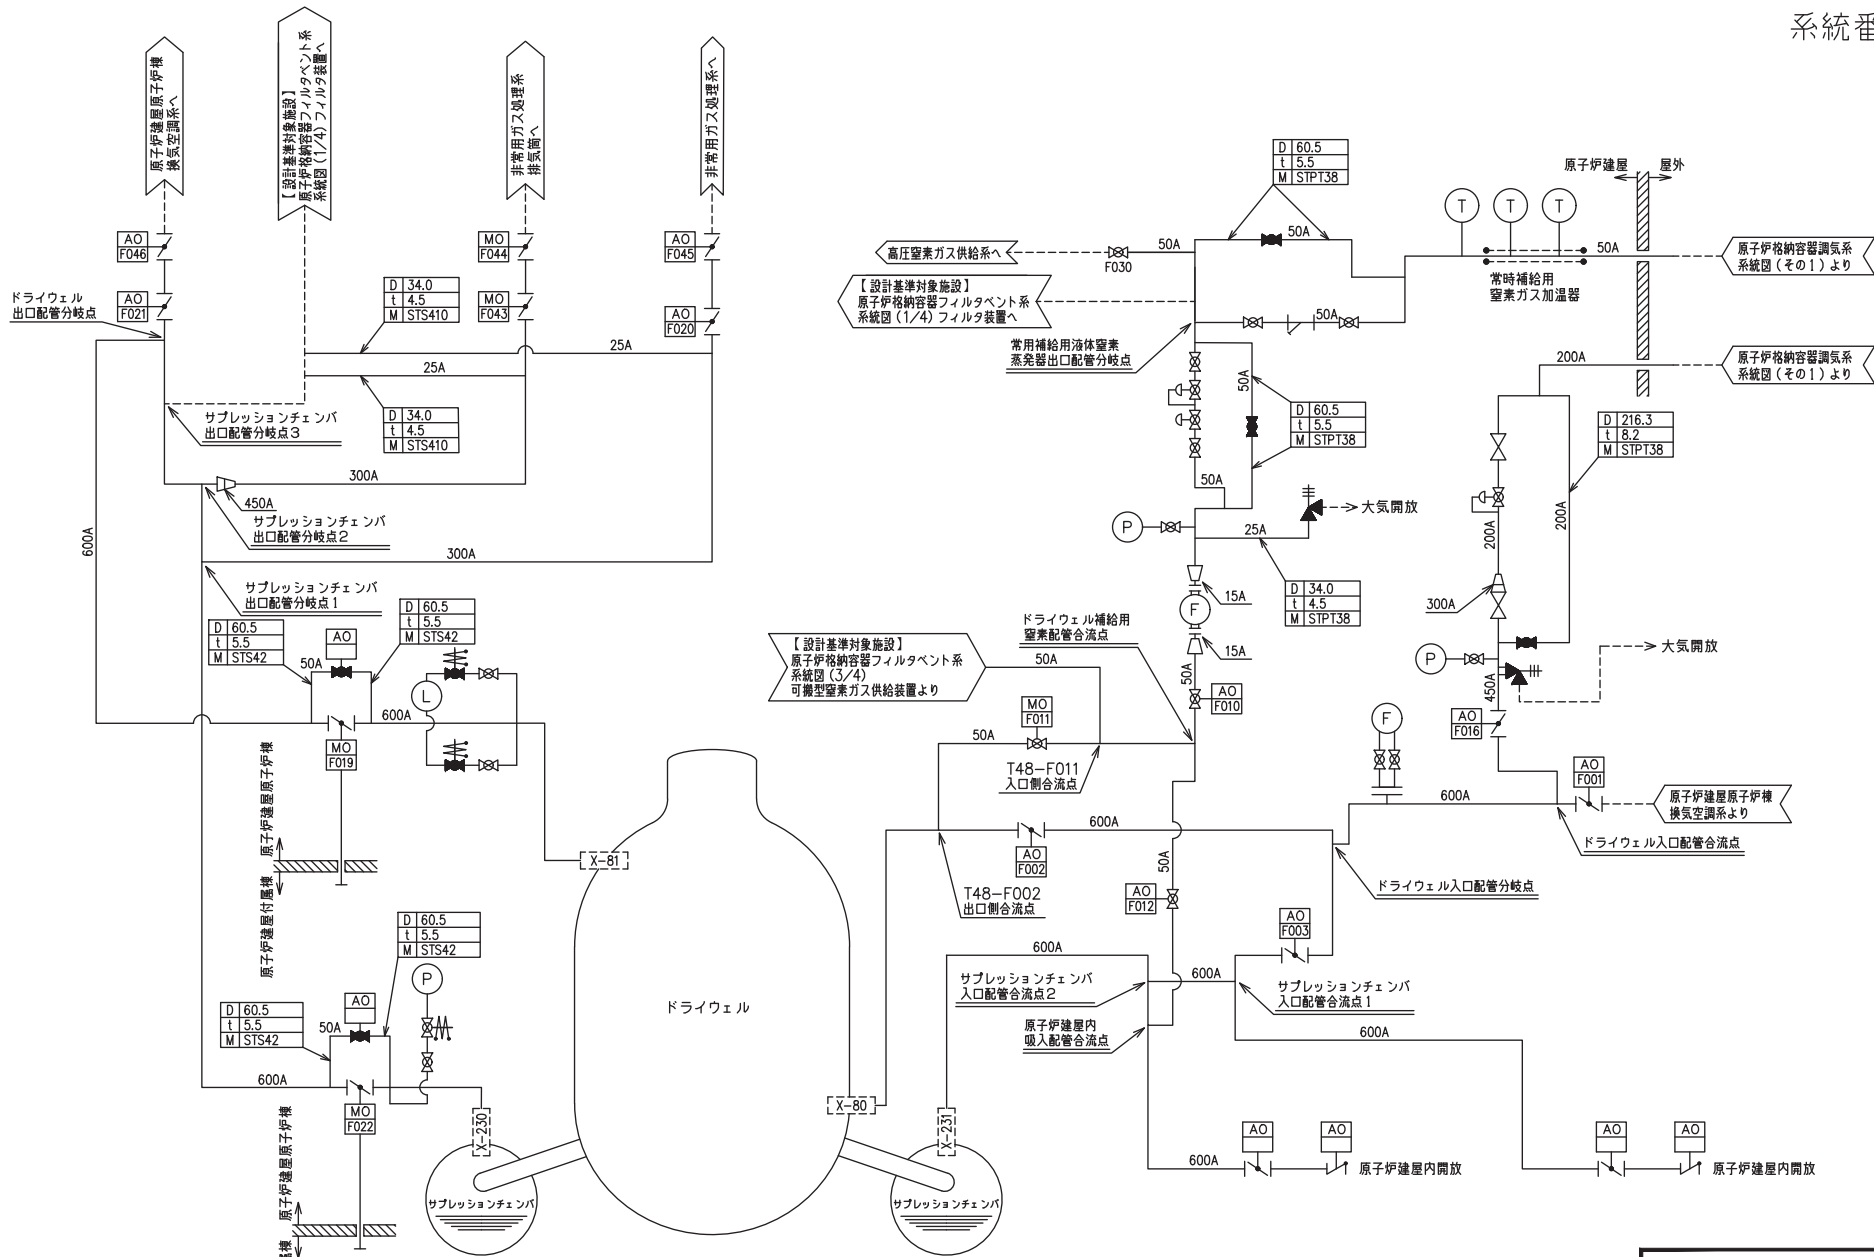 系統番
原子炉建屋原子炉棟
換気空調系へ
【設計基準対象施設】
原子炉格納容器フィルタベント系
系統図(1/4)フィルタ装置へ
非常用ガス処理系
排気筒へ
非常用ガス処理系へ
AO
F046
MO
F044
AO
F045
AO
F021
MO
F043
AO
F020
ドライウェル
出口配管分岐点
D 34.0
t 4.5
M STS410
25A
25A
D 34.0
t 4.5
M STS410
サプレッションチェンバ
出口配管分岐点3
300A
450A
サプレッションチェンバ
出口配管分岐点2
600A
300A
サプレッションチェンバ
出口配管分岐点1
D 60.5
t 5.5
M STS42
AO
50A
D 60.5
t 5.5
M STS42
L
600A
MO
F019
原子炉建屋原子炉棟
原子炉建屋付属棟
X-81
D 60.5
t 5.5
M STS42
P
D 60.5
t 5.5
M STS42
AO
50A
600A
MO
F022
原子炉建屋原子炉棟
属棟
X-230
サプレッションチェンバ
ドライウェル
X-80
X-231
サプレッションチェンバ
D 60.5
t 5.5
M STPT38
50A
高圧窒素ガス供給系へ
F030
50A
【設計基準対象施設】
原子炉格納容器フィルタベント系
系統図(1/4)フィルタ装置へ
50A
常用補給用液体窒素
蒸発器出口配管分岐点
T
T
T
常時補給用
窒素ガス加温器
50A
原子炉建屋
屋外
原子炉格納容器調気系
系統図(その1)より
200A
原子炉格納容器調気系
系統図(その1)より
50A
D 60.5
t 5.5
M STPT38
D 216.3
t 8.2
M STPT38
50A
P
25A
大気開放
200A
200A
15A
F
15A
D 34.0
t 4.5
M STPT38
300A
ドライウェル補給用
窒素配管合流点
【設計基準対象施設】
原子炉格納容器フィルタベント系
系統図(3/4)
可搬型窒素ガス供給装置より
50A
50A
AO
F010
P
大気開放
450A
AO
F016
MO
F011
50A
T48-F011
入口側合流点
F
AO
F001
600A
原子炉建屋原子炉棟
換気空調系より
ドライウェル入口配管合流点
AO
F002
600A
T48-F002
出口側合流点
50A
AO
F012
ドライウェル入口配管分岐点
AO
F003
600A
サプレッションチェンバ
入口配管合流点2
600A
サプレッションチェンバ
入口配管合流点1
原子炉建屋内
吸入配管合流点
600A
600A
AO
AO
原子炉建屋内開放
AO
AO
原子炉建屋内開放